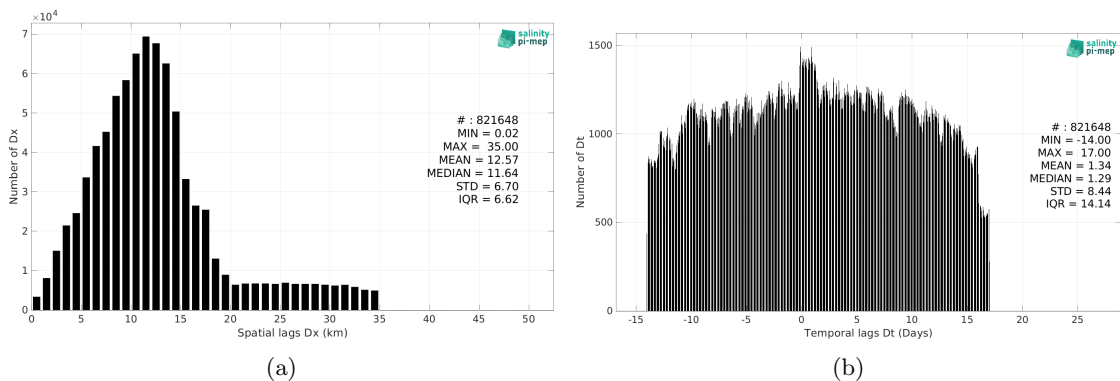 ×10⁴
7
6
5
4
3
2
1
0
Number of Dx
0 5 10 15 20 25 30 35 40 45 50
Spatial lags Dx (km)
salinity
pi-mep
# : 821648
MIN = 0.02
MAX = 35.00
MEAN = 12.57
MEDIAN = 11.64
STD = 6.70
IQR = 6.62
(a)
1500
1000
500
0
Number of Dt
-15 -10 -5 0 5 10 15 20 25
Temporal lags Dt (Days)
salinity
pi-mep
# : 821648
MIN = -14.00
MAX = 17.00
MEAN = 1.34
MEDIAN = 1.29
STD = 8.44
IQR = 14.14
(b)